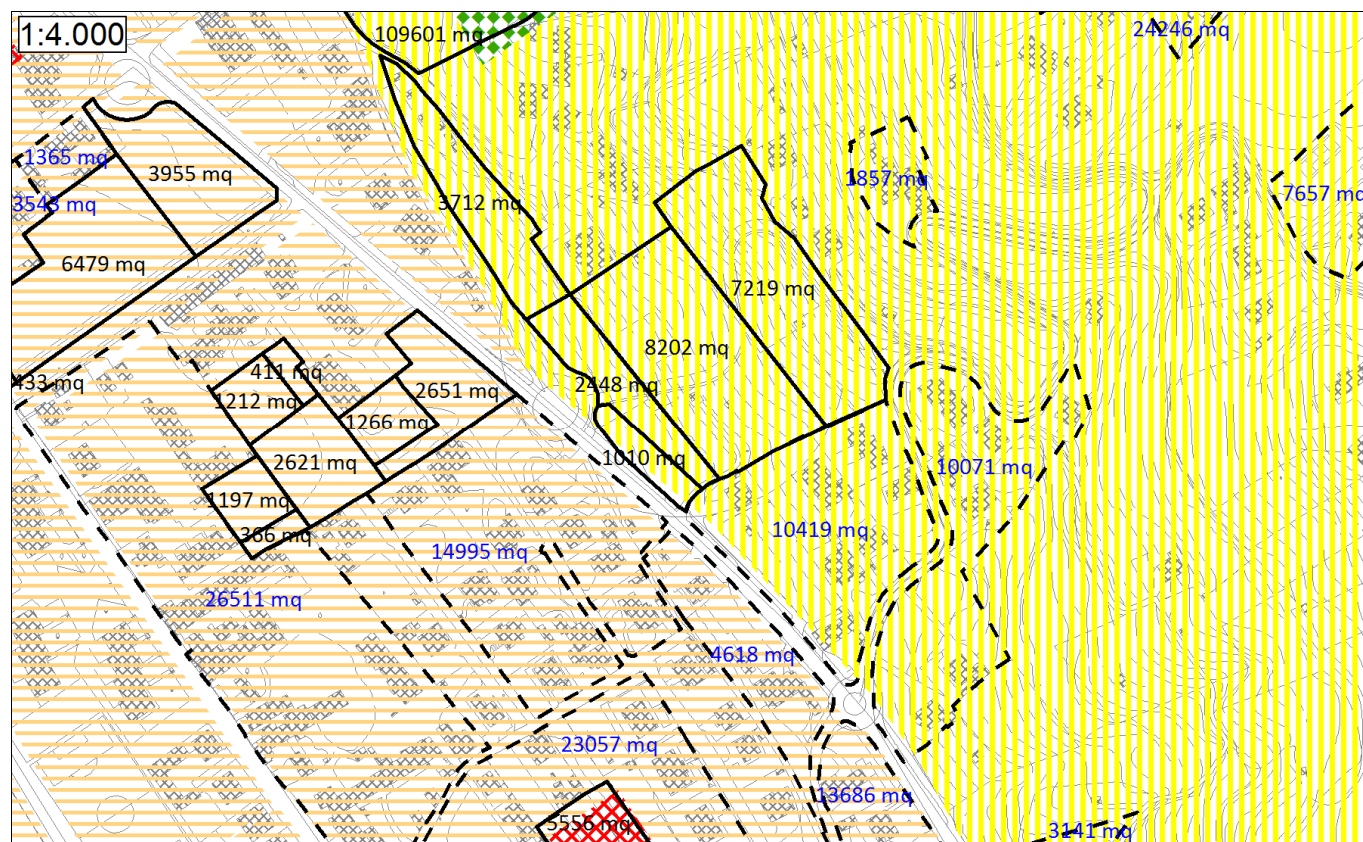 1:4.000
109601 mq
24246 mq
1365 mq
3955 mq
1857 mq
7657 mq
3543 mq
3712 mq
6479 mq
7219 mq
8202 mq
433 mq
411 mq
2448 mq
2651 mq
1212 mq
1266 mq
2621 mq
1010 mq
10071 mq
1197 mq
366 mq
10419 mq
14995 mq
26511 mq
4618 mq
23057 mq
13686 mq
5556 mq
3141 mq